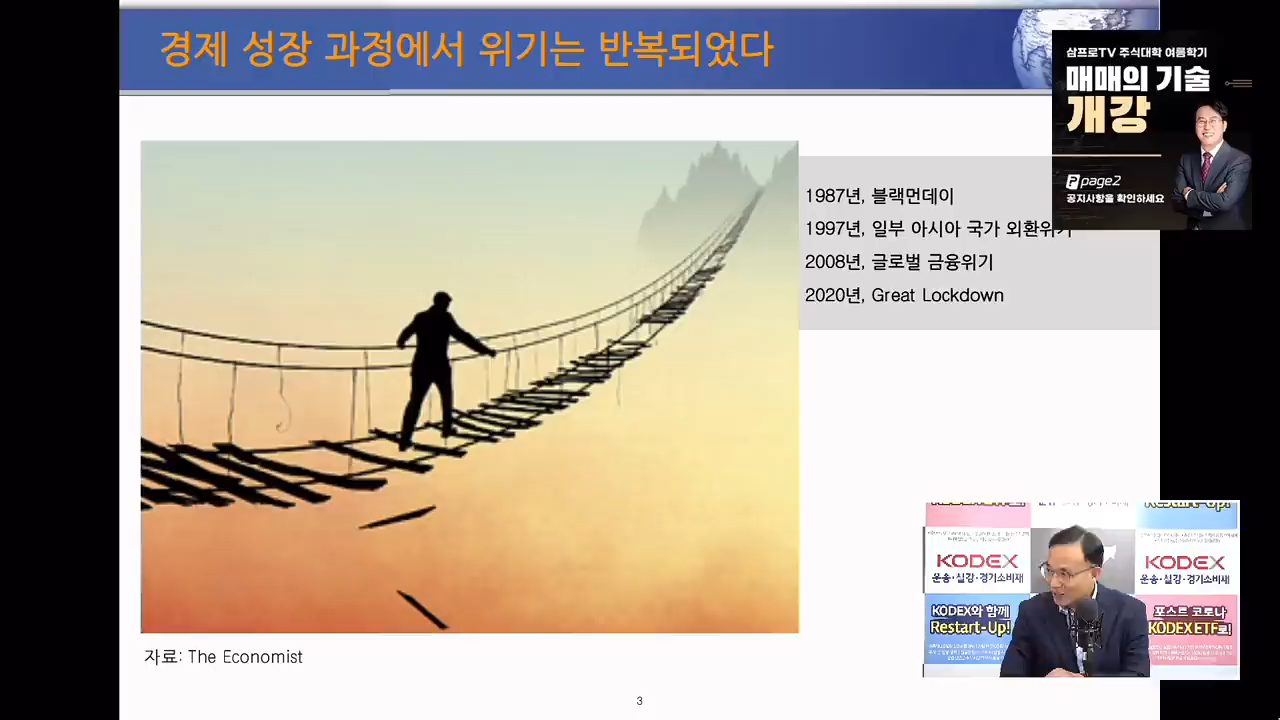 경제 성장 과정에서 위기는 반복되었다
삼프로TV 주식대학 여름학기
매매의 기술
개강
page2
공지사항을 확인하세요
1987년, 블랙먼데이
1997년, 일부 아시아 국가 외환위기
2008년, 글로벌 금융위기
2020년, Great Lockdown
Restart-Up!
KODEX
운송·철강·경기소비재
KODEX
운송·철강·경기소비재
KODEX와 함께
Restart-Up!
포스트 코로나
KODEX ETF로!
자료: The Economist
3